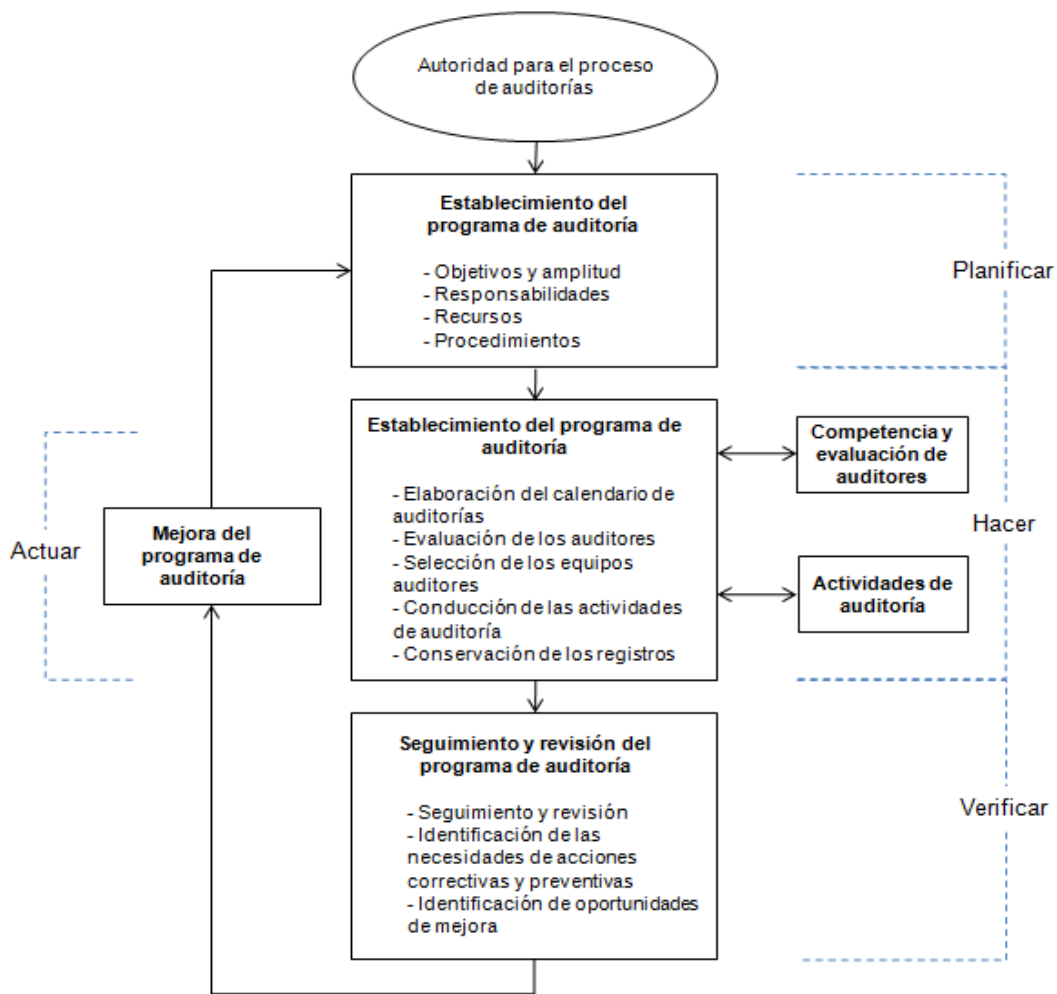 Autoridad para el proceso
de auditorías
Establecimiento del
programa de auditoría
- Objetivos y amplitud
- Responsabilidades
- Recursos
- Procedimientos
Planificar
Establecimiento del programa de
auditoría
- Elaboración del calendario de
auditorías
- Evaluación de los auditores
- Selección de los equipos
auditores
- Conducción de las actividades
de auditoría
- Conservación de los registros
Competencia y
evaluación de
auditores
Hacer
Actividades de
auditoría
Actuar
Mejora del
programa de
auditoría
Seguimiento y revisión del
programa de auditoría
- Seguimiento y revisión
- Identificación de las
necesidades de acciones
correctivas y preventivas
- Identificación de oportunidades
de mejora
Verificar